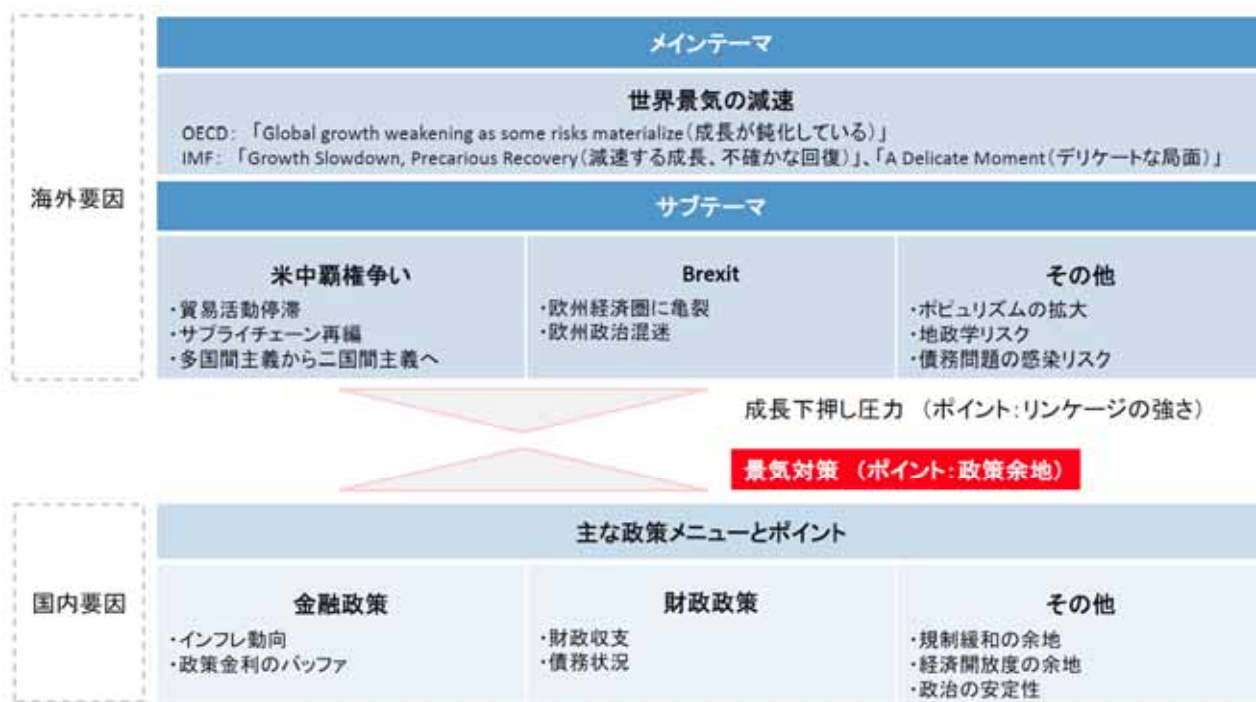 海外要因
メインテーマ
世界景気の減速
OECD: 「Global growth weakening as some risks materialize(成長が鈍化している)」
IMF: 「Growth Slowdown, Precarious Recovery(減速する成長、不確かな回復)」、「A Delicate Moment(デリケートな局面)」
サブテーマ
米中覇権争い
・貿易活動停滞
・サプライチェーン再編
・多国間主義から二国間主義へ
Brexit
・欧州経済圏に亀裂
・欧州政治混迷
その他
・ポピュリズムの拡大
・地政学リスク
・債務問題の感染リスク
成長下押し圧力 (ポイント:リンケージの強さ)
景気対策 (ポイント:政策余地)
国内要因
主な政策メニューとポイント
金融政策
・インフレ動向
・政策金利のバッファ
財政政策
・財政収支
・債務状況
その他
・規制緩和の余地
・経済開放度の余地
・政治の安定性